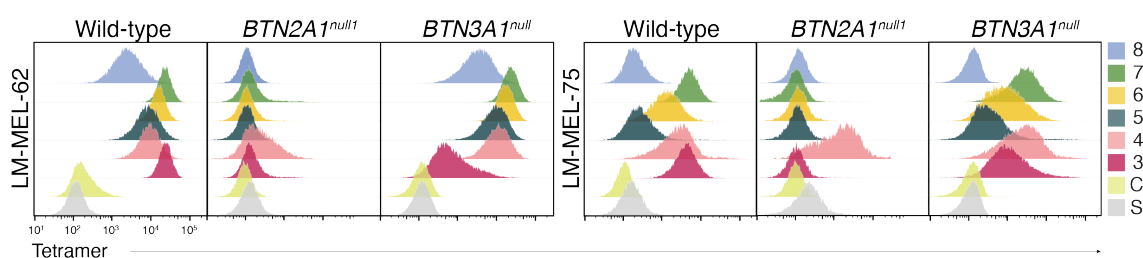 Wild-type BTN2A1null1 BTN3A1null Wild-type BTN2A1null1 BTN3A1null
LM-MEL-62
LM-MEL-75
8
7
6
5
4
3
C
S
10¹ 10² 10³ 10⁴ 10⁵
Tetramer